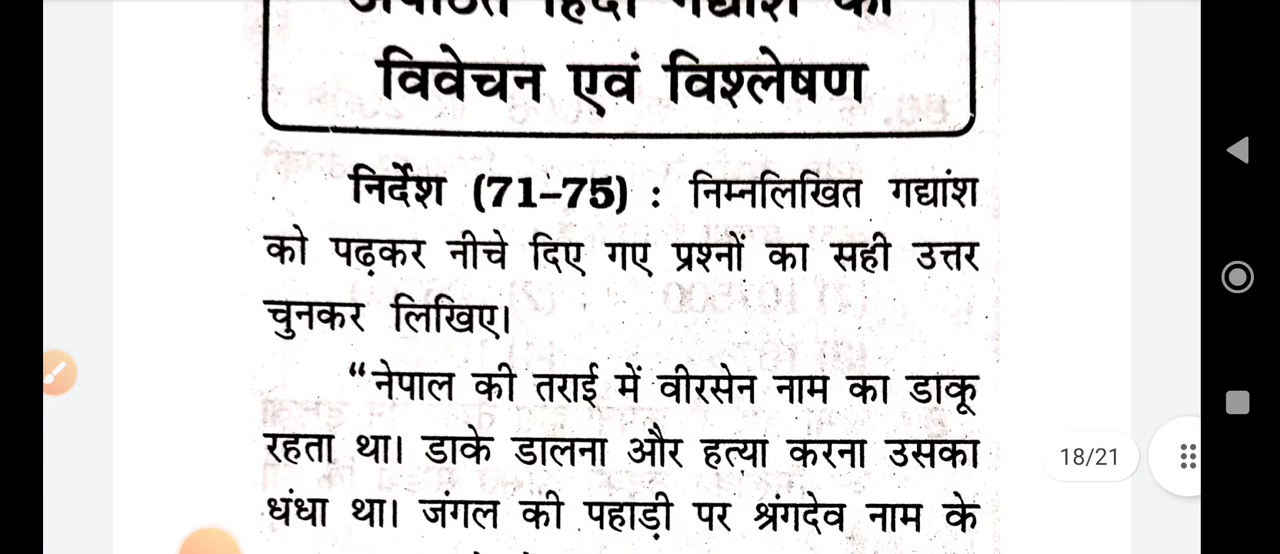 विवेचन एवं विश्लेषण
निर्देश (71–75) : निम्नलिखित गद्यांश
को पढ़कर नीचे दिए गए प्रश्नों का सही उत्तर
चुनकर लिखिए।
“नेपाल की तराई में वीरसेन नाम का डाकू
रहता था। डाके डालना और हत्या करना उसका
धंधा था। जंगल की पहाड़ी पर श्रंगदेव नाम के
18/21